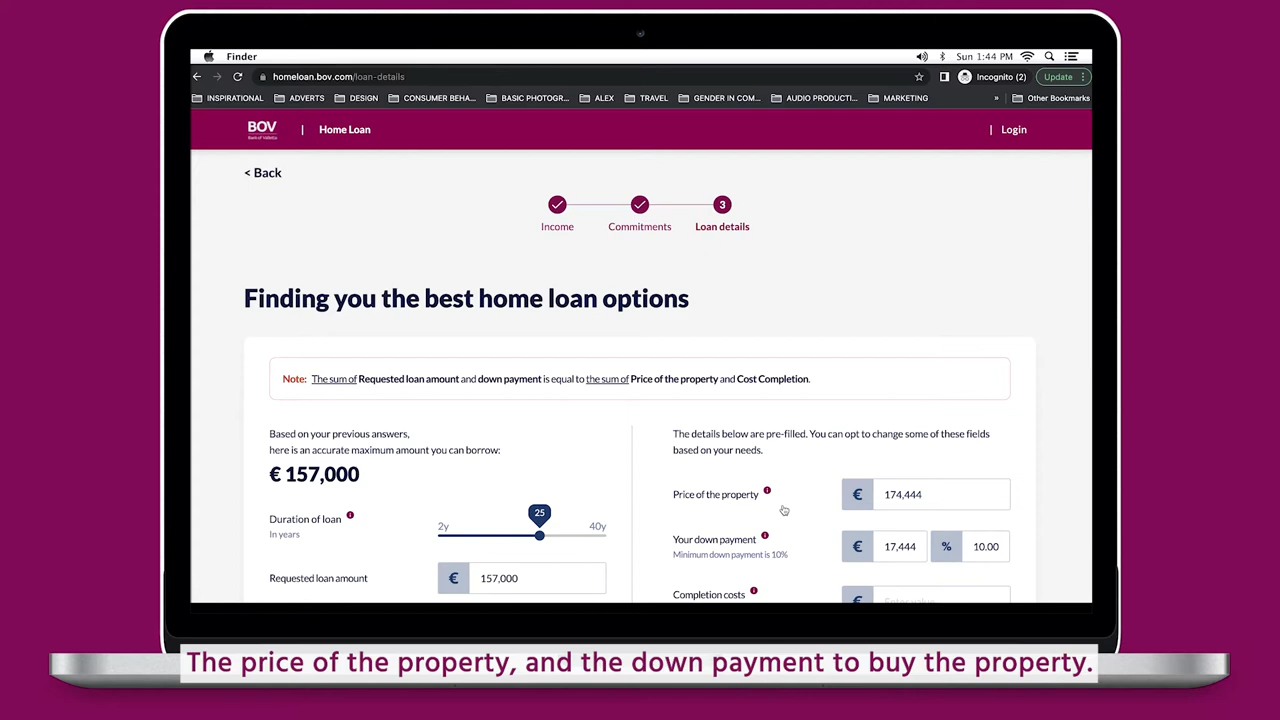 Finder
Sun 1:44 PM
homeloan.bov.com/loan-details
Incognito (2)
Update
INSPIRATIONAL
ADVERTS
DESIGN
CONSUMER BEHA...
BASIC PHOTOGR...
ALEX
TRAVEL
GENDER IN COM...
AUDIO PRODUCTI...
MARKETING
»
Other Bookmarks
BOV
Bank of Valletta
| Home Loan
| Login
< Back
3
Income
Commitments
Loan details
Finding you the best home loan options
Note: The sum of Requested loan amount and down payment is equal to the sum of Price of the property and Cost Completion.
Based on your previous answers,
here is an accurate maximum amount you can borrow:
€ 157,000
Duration of loan
In years
2y
25
40y
Requested loan amount
€ 157,000
The details below are pre-filled. You can opt to change some of these fields
based on your needs.
Price of the property
€ 174,444
Your down payment
Minimum down payment is 10%
€ 17,444
% 10.00
Completion costs
€ Enter value
The price of the property, and the down payment to buy the property.